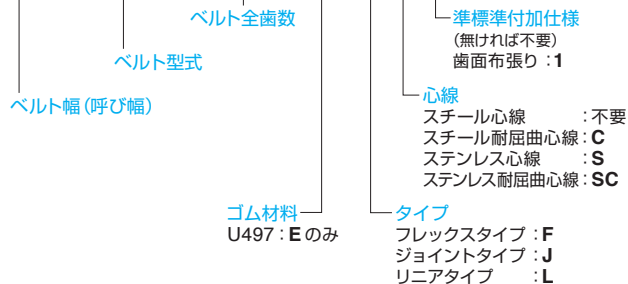 ベルト全歯数
準標準付加仕様
(無ければ不要)
歯面布張り：1
ベルト型式
心線
ベルト幅（呼び幅）
スチール心線：不要
スチール耐屈曲心線：C
ステンレス心線：S
ステンレス耐屈曲心線：SC
ゴム材料
U497：Eのみ
タイプ
フレックスタイプ：F
ジョイントタイプ：J
リニアタイプ：L